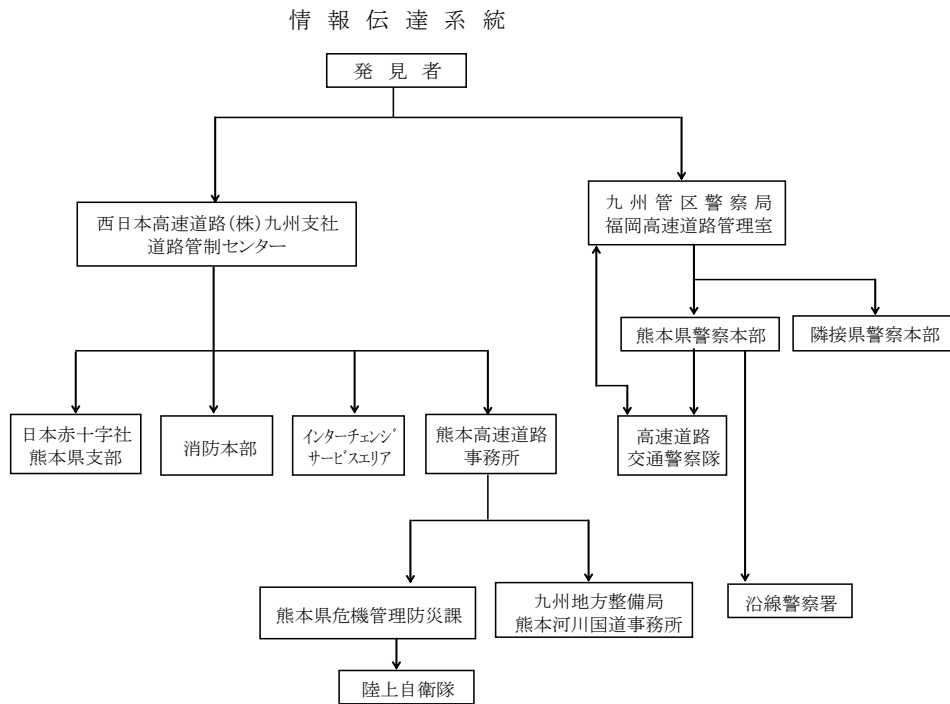 情報伝達系統
発見者
西日本高速道路(株)九州支社
道路管制センター
九州管区警察局
福岡高速道路管理室
熊本県警察本部
隣接県警察本部
日本赤十字社
熊本県支部
消防本部
インターチェンジ
サービスエリア
熊本高速道路
事務所
高速道路
交通警察隊
熊本県危機管理防災課
九州地方整備局
熊本河川国道事務所
沿線警察署
陸上自衛隊